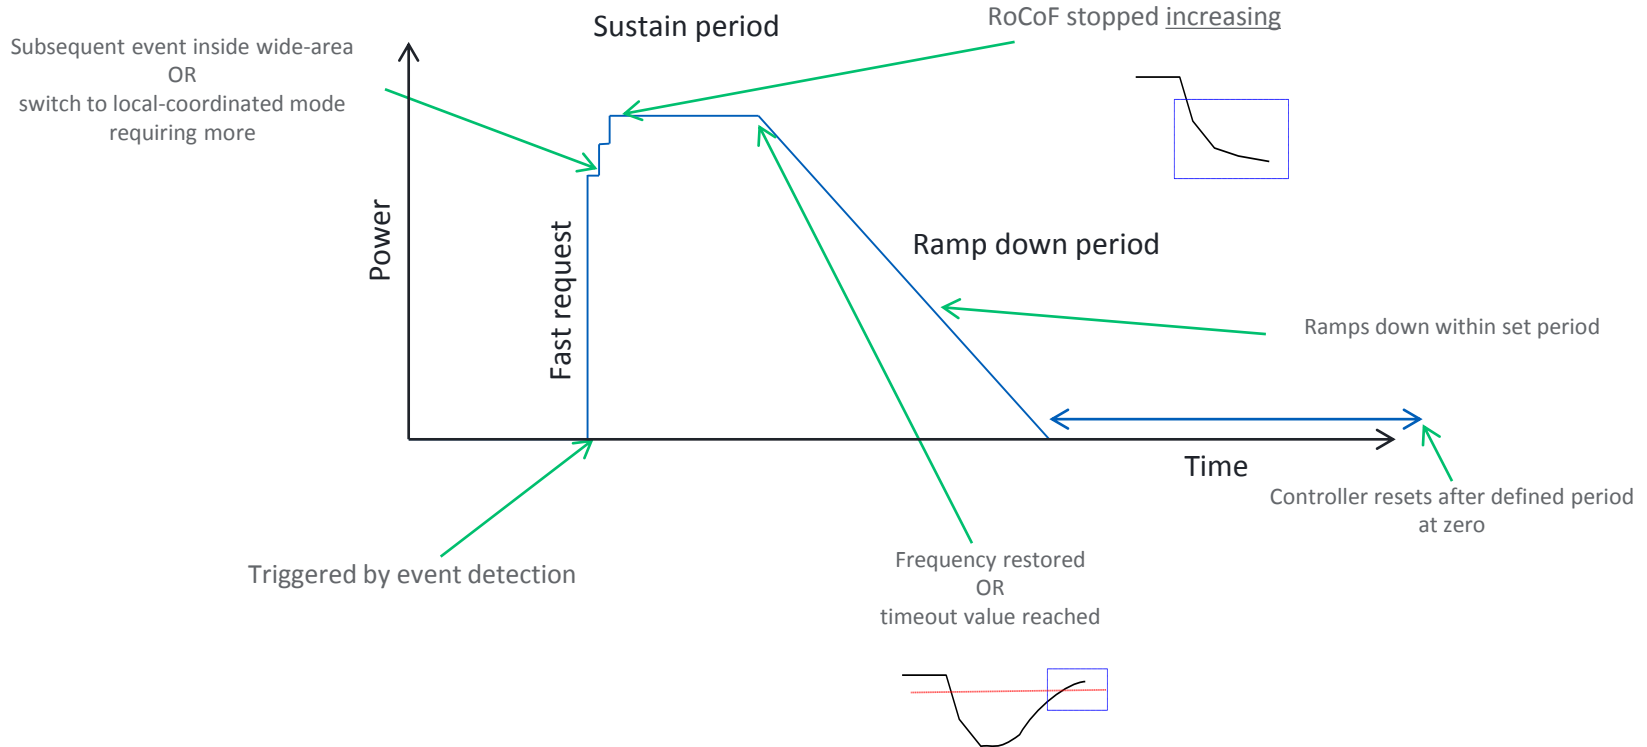 Sustain period
RoCoF stopped increasing
Subsequent event inside wide-area
OR
switch to local-coordinated mode
requiring more
Power
Fast request
Ramp down period
Ramps down within set period
Time
Controller resets after defined period
at zero
Triggered by event detection
Frequency restored
OR
timeout value reached